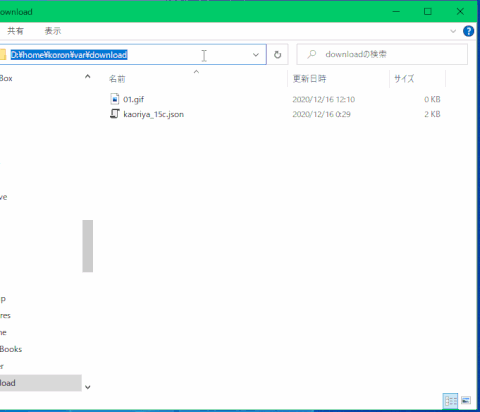 ownload
共有 表示
D:¥home¥koron¥var¥download
downloadの検索
Box
名前 更新日時 サイズ
01.gif 2020/12/16 12:10 0 KB
kaoriya_15c.json 2020/12/16 0:29 2 KB
ve
p
res
ne
Books
er
load